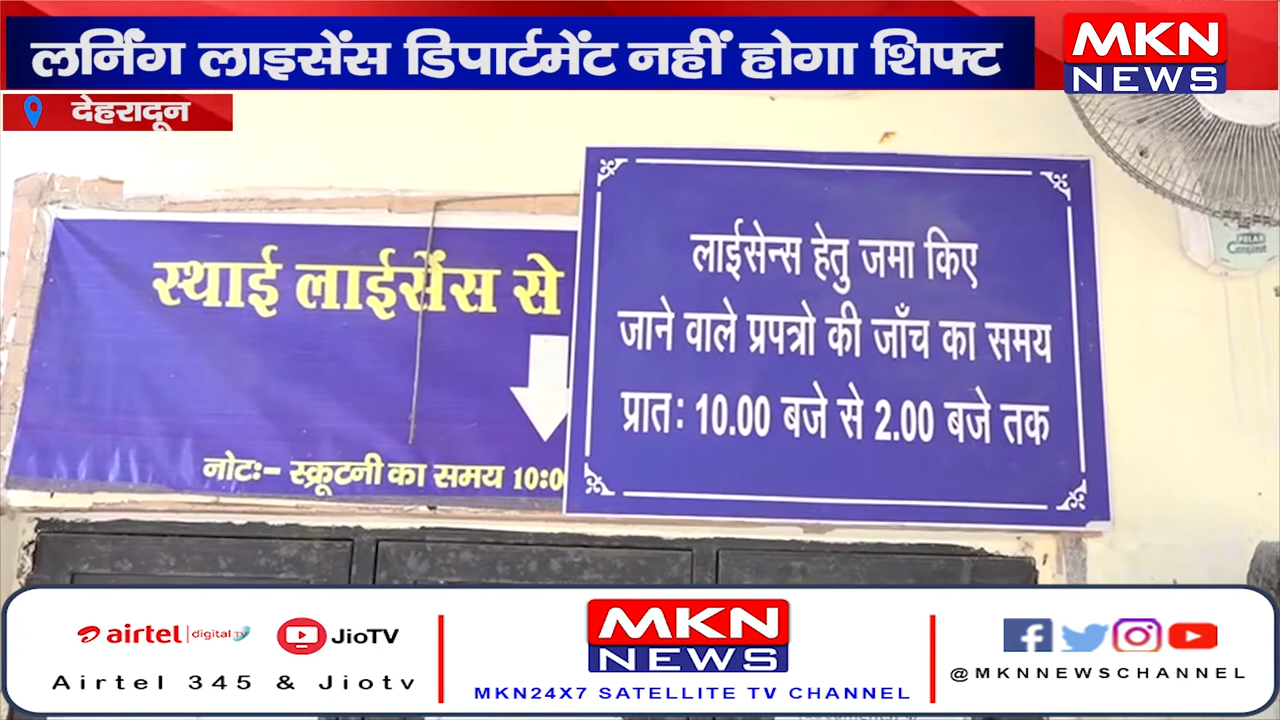 लर्निंग लाइसेंस डिपार्टमेंट नहीं होगा शिफ्ट
MKN
NEWS
देहरादून
स्थाई लाईसेंस से
नोटः- स्क्रूटनी का समय 10:0
लाईसेन्स हेतु जमा किए
जाने वाले प्रपत्रो की जाँच का समय
प्रातः 10.00 बजे से 2.00 बजे तक
POLAR
airtel digital TV
JioTV
Airtel 345 & Jiotv
MKN
NEWS
MKN24X7 SATELLITE TV CHANNEL
@MKNNEWSCHANNEL